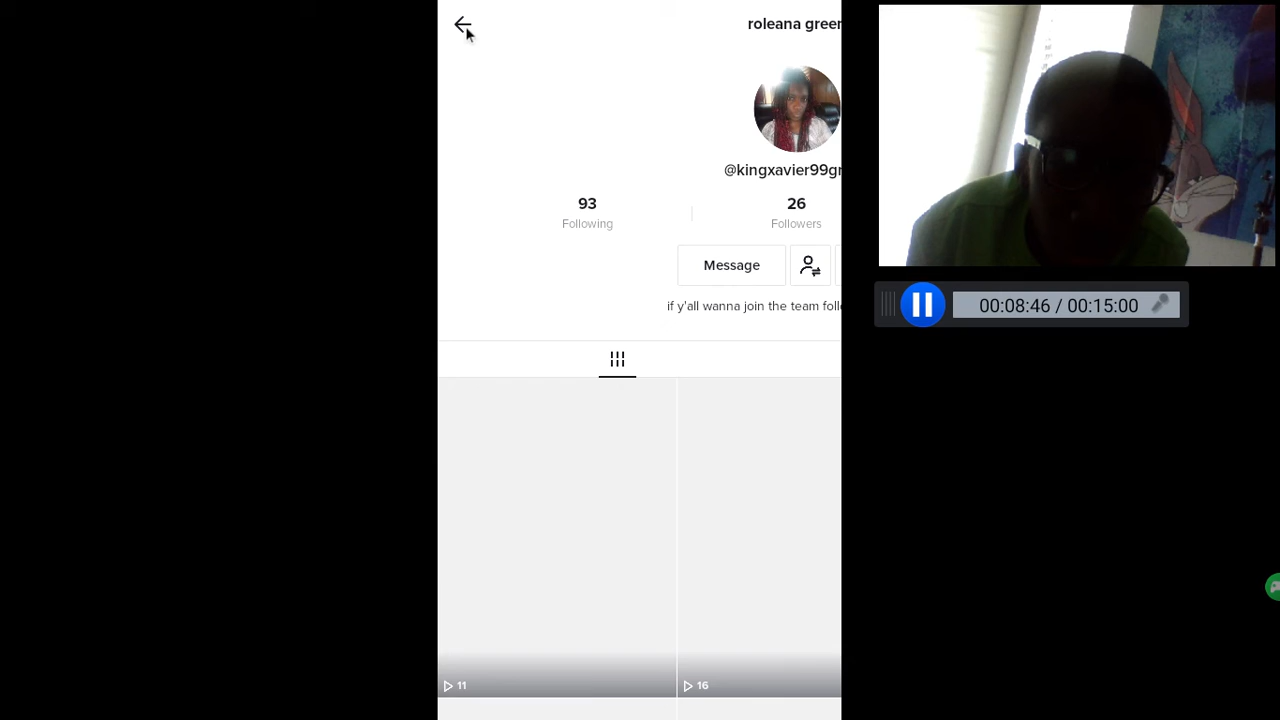 roleana green
@kingxavier99gr
93
26
Following
Followers
Message
if y'all wanna join the team foll
11
16
00:08:46 / 00:15:00